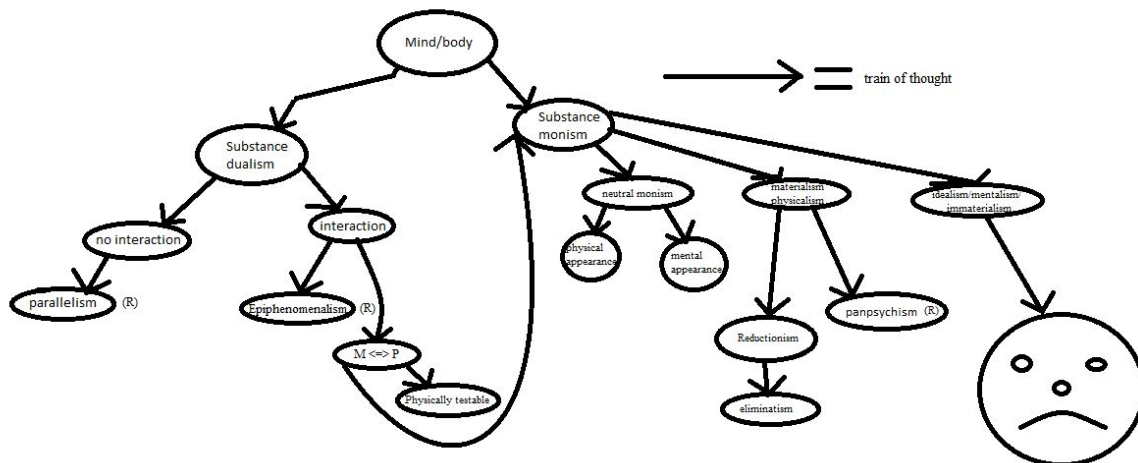 Mind/body
train of thought
Substance
monism
Substance
dualism
neutral monism
materialism
physicalism
idealism/mentalism/
immaterialism
no interaction
interaction
physical
appearance
mental
appearance
parallelism (R)
Epiphenomenalism (R)
panpsychism (R)
Reductionism
M <=> P
Physically testable
eliminatism